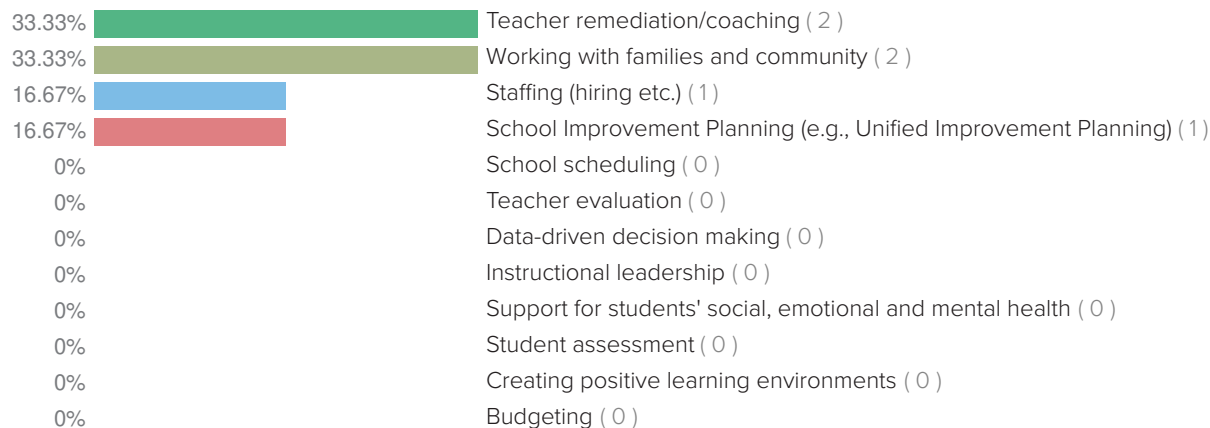 33.33% Teacher remediation/coaching ( 2 )
33.33% Working with families and community ( 2 )
16.67% Staffing (hiring etc.) ( 1 )
16.67% School Improvement Planning (e.g., Unified Improvement Planning) ( 1 )
0% School scheduling ( 0 )
0% Teacher evaluation ( 0 )
0% Data-driven decision making ( 0 )
0% Instructional leadership ( 0 )
0% Support for students' social, emotional and mental health ( 0 )
0% Student assessment ( 0 )
0% Creating positive learning environments ( 0 )
0% Budgeting ( 0 )